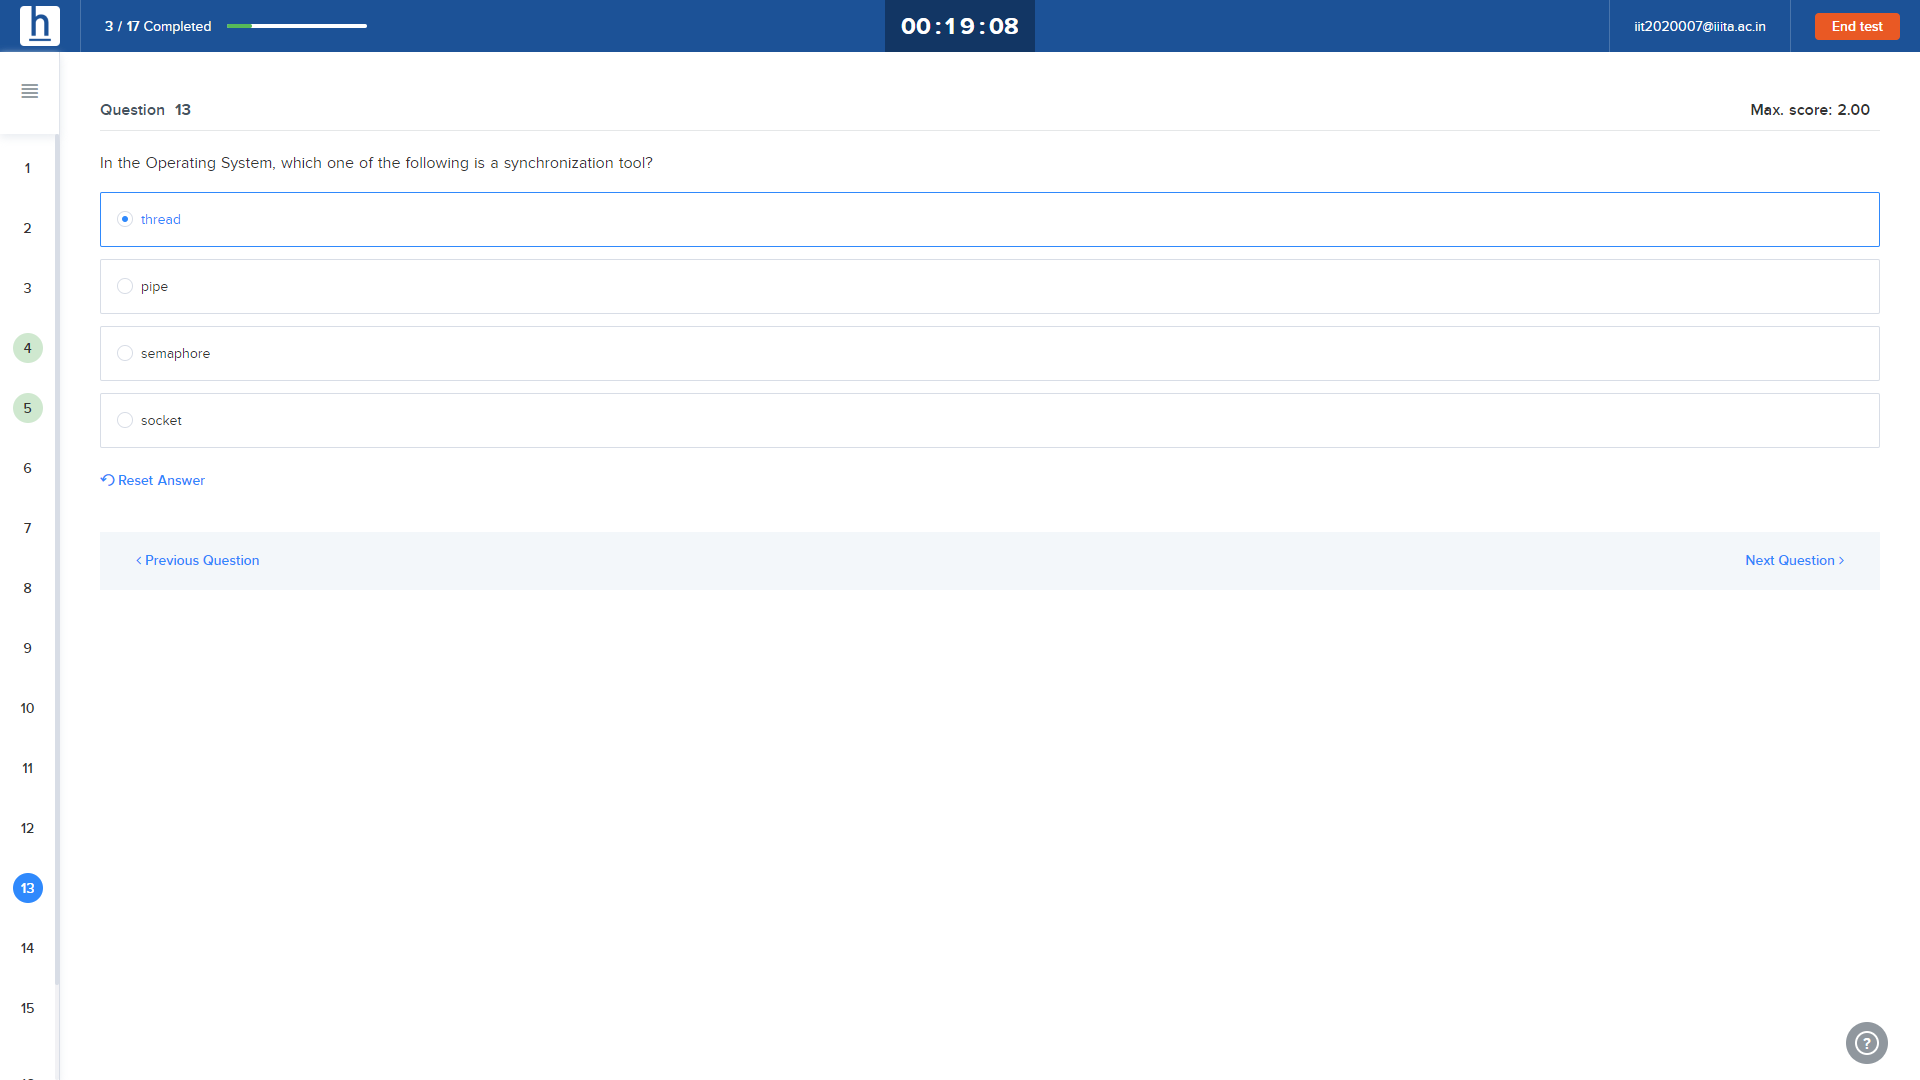 h
3 / 17 Completed
00:19:08
iit2020007@iiita.ac.in
End test
Question 13
Max. score: 2.00
In the Operating System, which one of the following is a synchronization tool?
thread
pipe
semaphore
socket
Reset Answer
< Previous Question
Next Question >
1
2
3
4
5
6
7
8
9
10
11
12
13
14
15
?